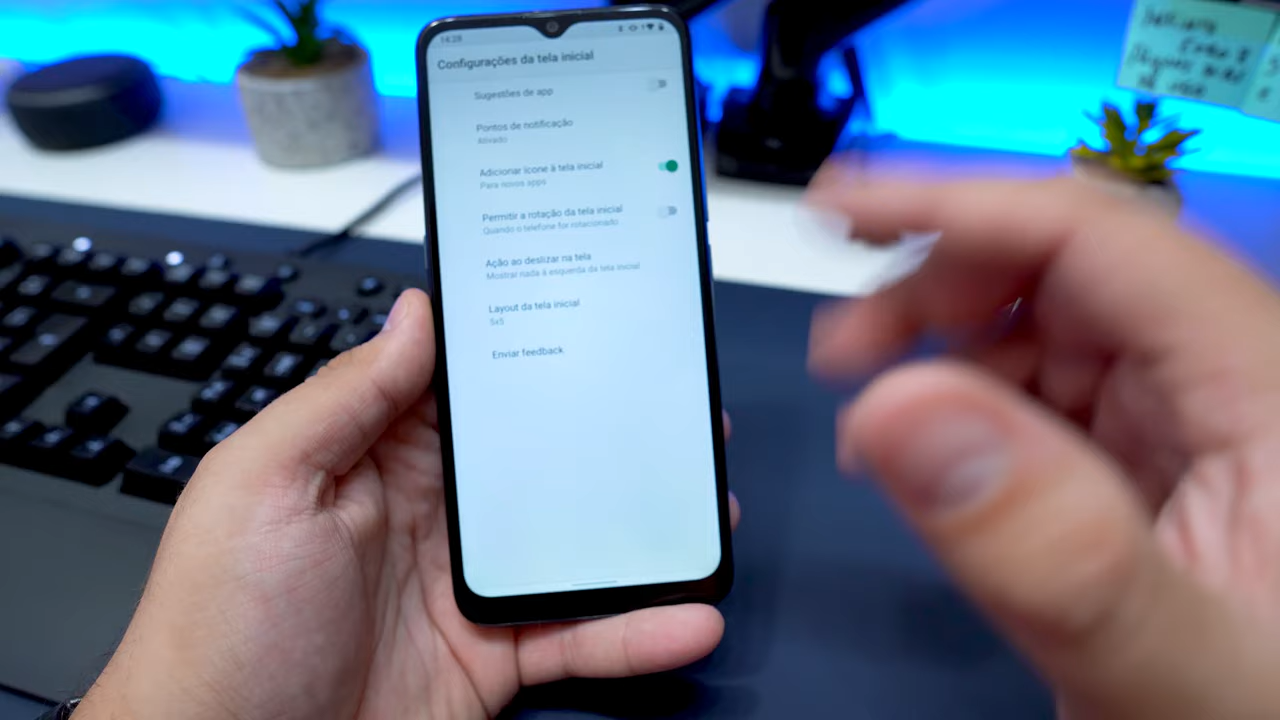 14:28
Configurações da tela inicial
Sugestões de app
Pontos de notificação
Ativado
Adicionar ícone à tela inicial
Para novos apps
Permitir a rotação da tela inicial
Quando o telefone for rotacionado
Ação ao deslizar na tela
Mostrar nada à esquerda da tela inicial
Layout da tela inicial
5x5
Enviar feedback